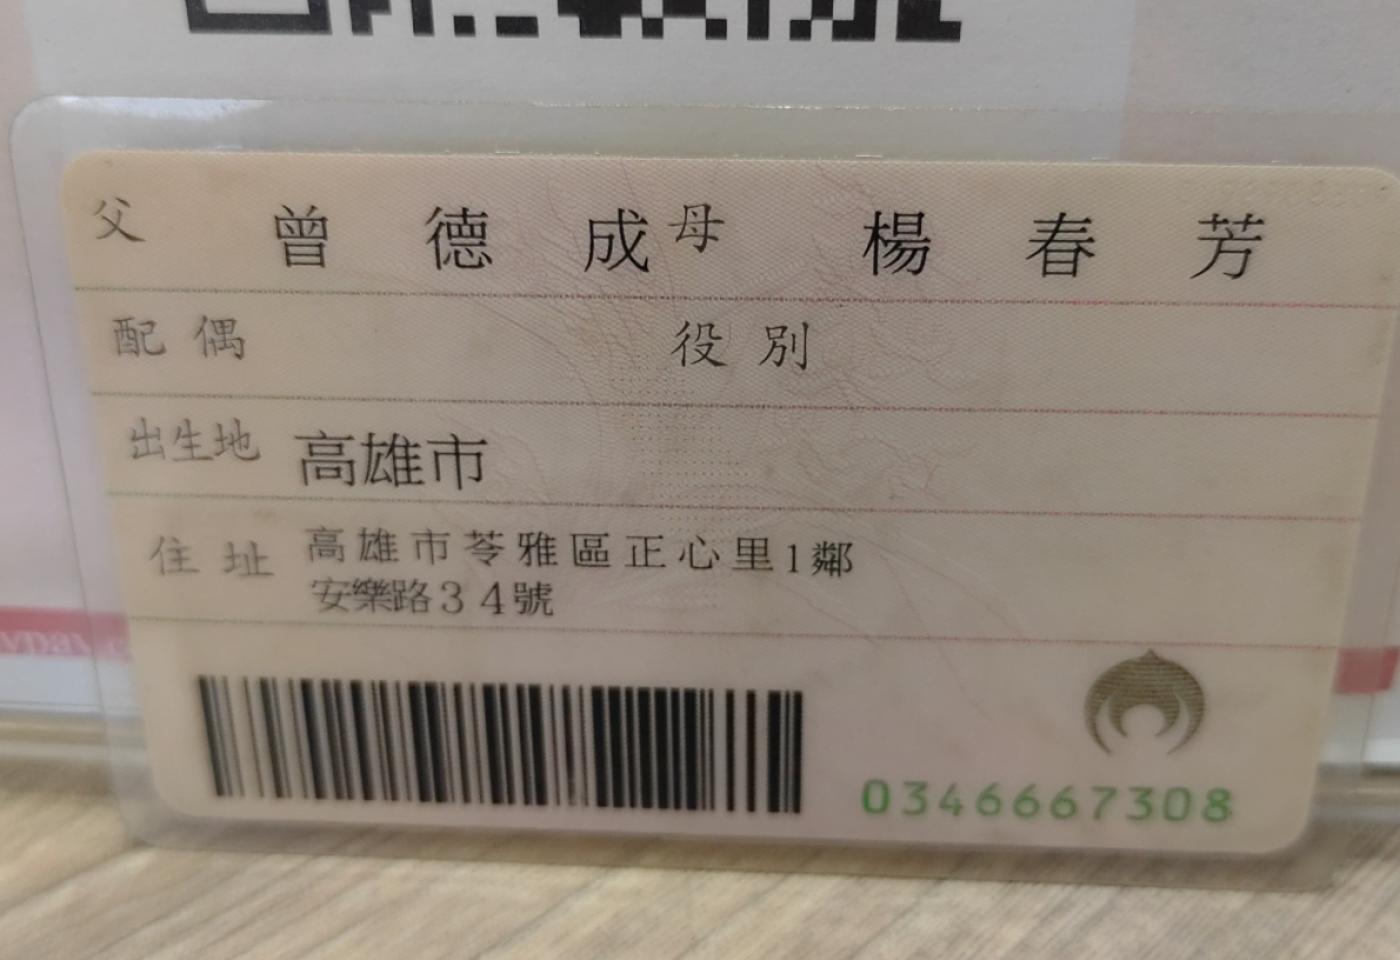 父 曾德成 母 楊春芳
配偶 役別
出生地 高雄市
住址 高雄市苓雅區正心里1鄰
安樂路34號
0346667308